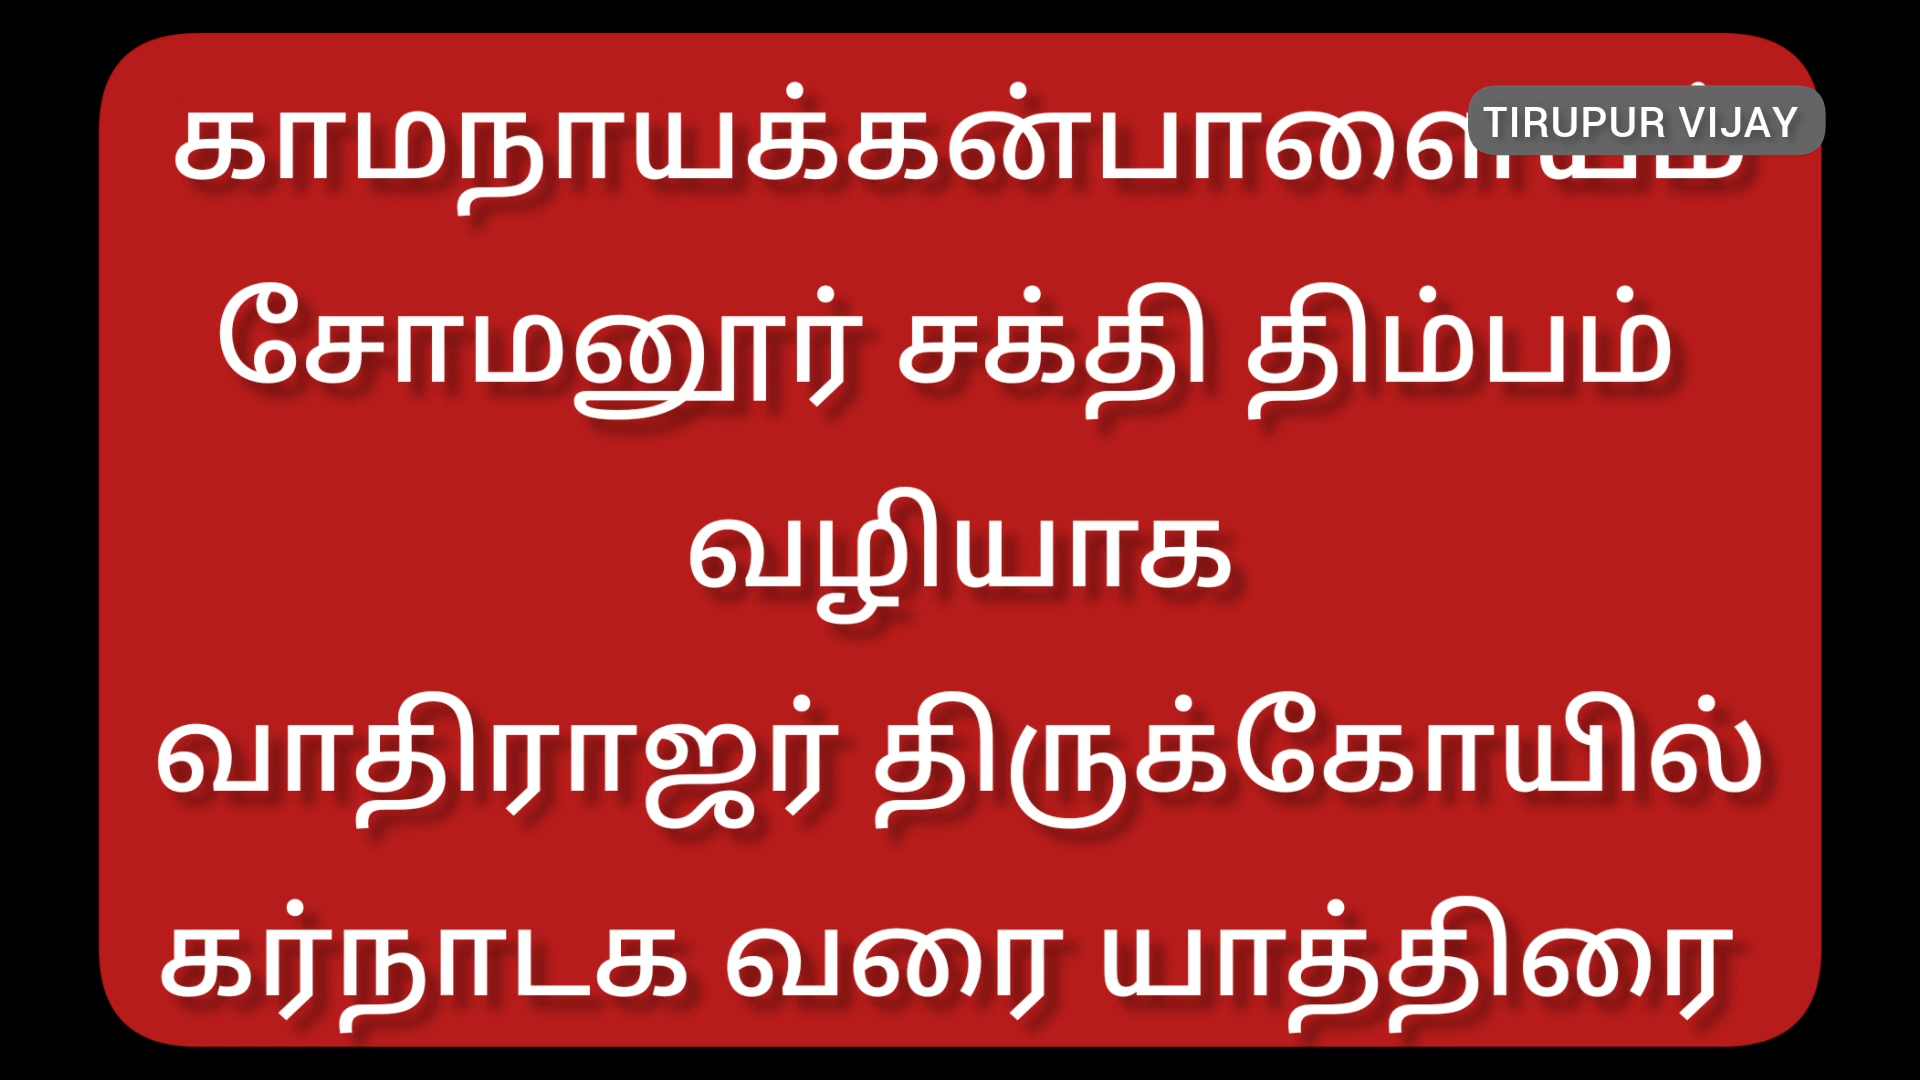 காமநாயக்கன்பாளையம்
TIRUPUR VIJAY
சோமனூர் சக்தி திம்பம்
வழியாக
வாதிராஜர் திருக்கோயில்
கர்நாடக வரை யாத்திரை